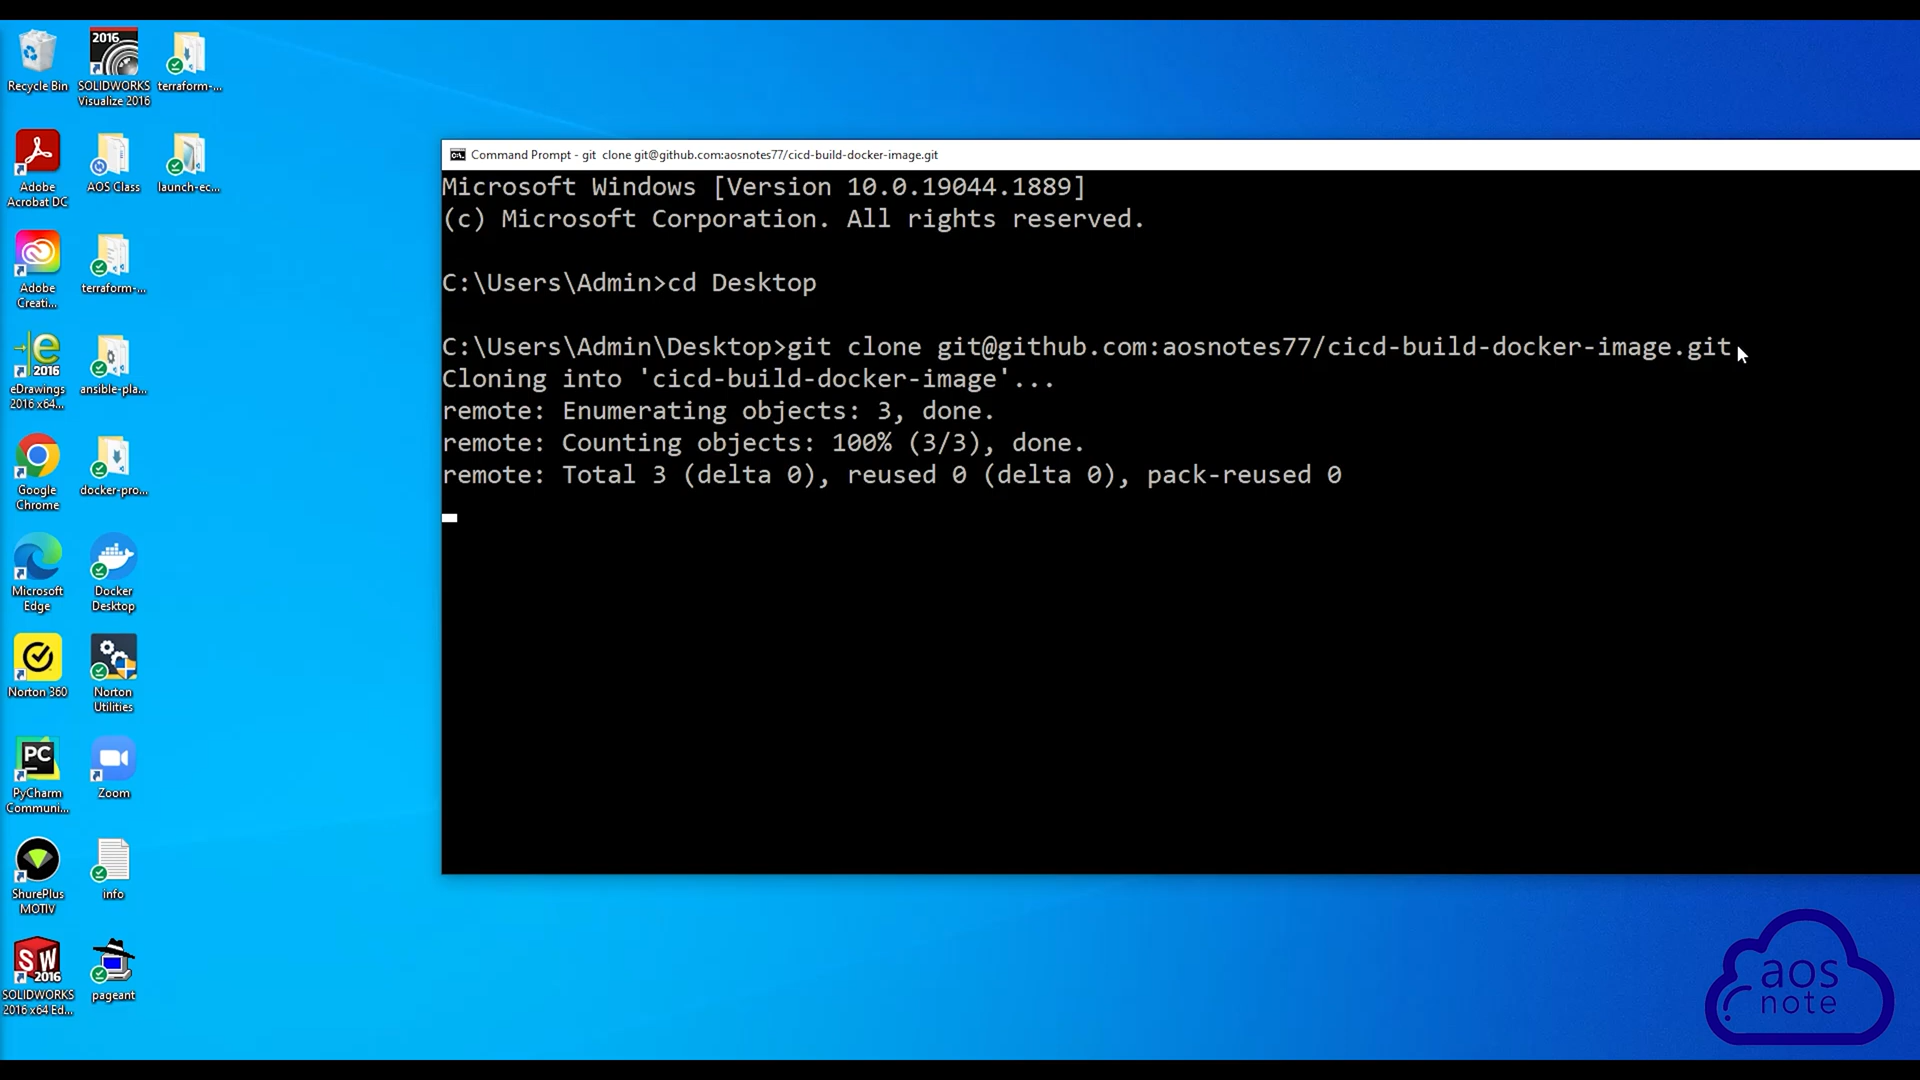 Recycle Bin
2016
SOLIDWORKS
Visualize 2016
terraform-...
Adobe
Acrobat DC
AOS Class
launch-ec...
Adobe
Creati...
terraform-...
2016
eDrawings
2016 x64...
ansible-pla...
Google
Chrome
docker-pro...
Microsoft
Edge
Docker
Desktop
Norton 360
Norton
Utilities
PC
PyCharm
Communi...
Zoom
ShurePlus
MOTIV
info
SW
2016
SOLIDWORKS
2016 x64 Ed...
pageant
C:\. Command Prompt - git  clone git@github.com:aosnotes77/cicd-build-docker-image.git
Microsoft Windows [Version 10.0.19044.1889]
(c) Microsoft Corporation. All rights reserved.
C:\Users\Admin>cd Desktop
C:\Users\Admin\Desktop>git clone git@github.com:aosnotes77/cicd-build-docker-image.git
Cloning into 'cicd-build-docker-image'...
remote: Enumerating objects: 3, done.
remote: Counting objects: 100% (3/3), done.
remote: Total 3 (delta 0), reused 0 (delta 0), pack-reused 0
aos
note